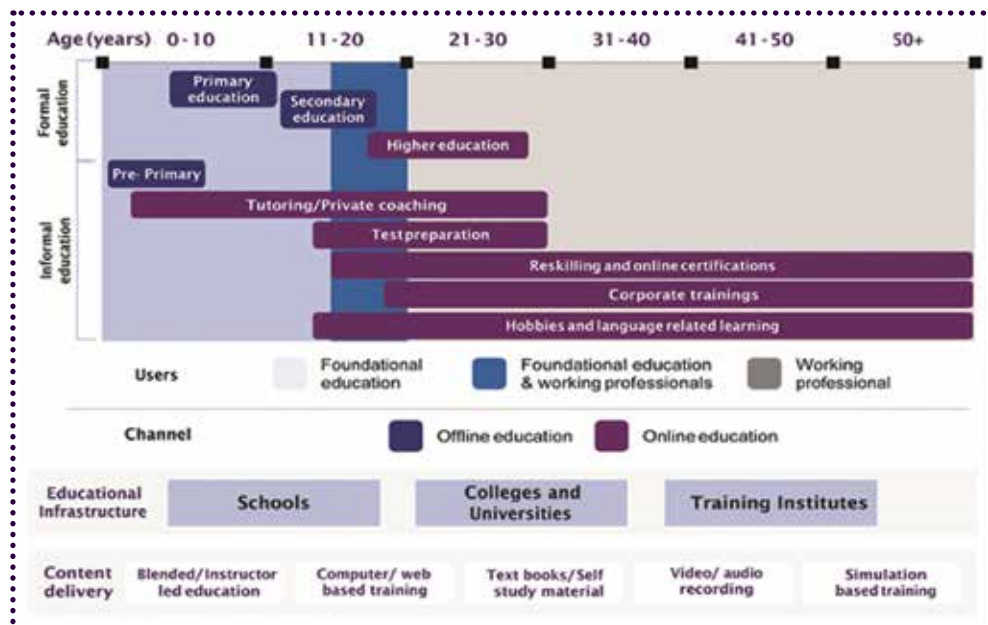 Age (years) 0-10 11-20 21-30 31-40 41-50 50+
Formal
education
Primary
education
Secondary
education
Higher education
Informal
education
Pre- Primary
Tutoring/Private coaching
Test preparation
Reskilling and online certifications
Corporate trainings
Hobbies and language related learning
Users
Foundational
education
Foundational education
& working professionals
Working
professional
Channel
Offline education
Online education
Educational
Infrastructure
Schools
Colleges and
Universities
Training Institutes
Content
delivery
Blended/Instructor
led education
Computer/ web
based training
Text books/Self
study material
Video/ audio
recording
Simulation
based training